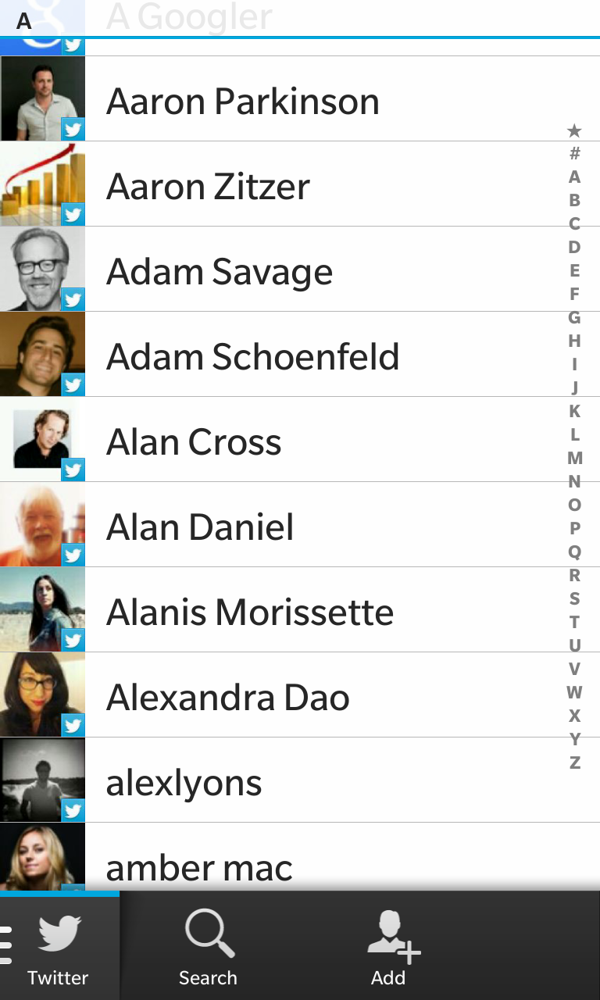 A
A Googler
Aaron Parkinson
Aaron Zitzer
Adam Savage
Adam Schoenfeld
Alan Cross
Alan Daniel
Alanis Morissette
Alexandra Dao
alexlyons
amber mac
★
#
A
B
C
D
E
F
G
H
I
J
K
L
M
N
O
P
Q
R
S
T
U
V
W
X
Y
Z
Twitter
Search
Add